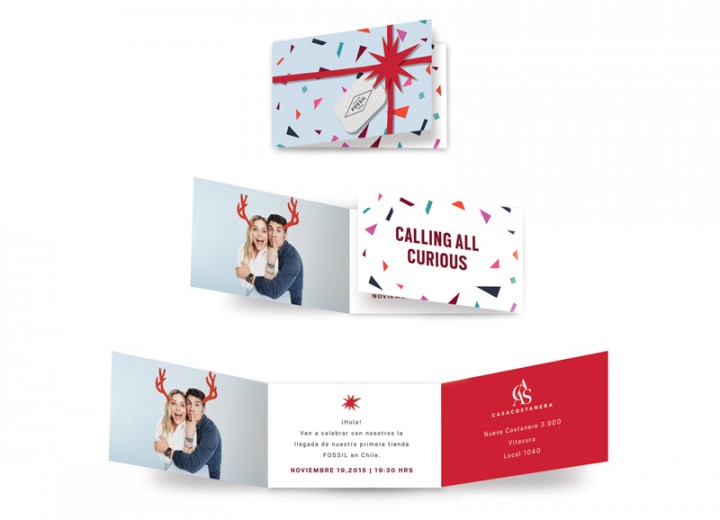 FOSSIL
CALLING ALL
CURIOUS
NOVIEMB
CASACOSTANERA
¡Hola!
Ven a celebrar con nosotros la
llegada de nuestra primera tienda
FOSSIL en Chile.
NOVIEMBRE 19,2015 | 19:30 HRS
Nueva Costanera 3.900
Vitacura
Local 1040